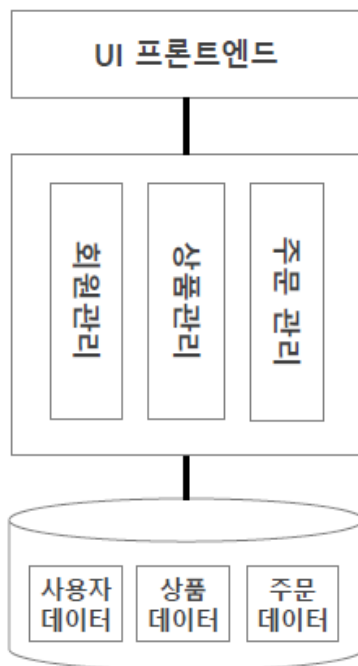 UI 프론트엔드
회원관리
상품관리
주문 관리
사용자
데이터
상품
데이터
주문
데이터